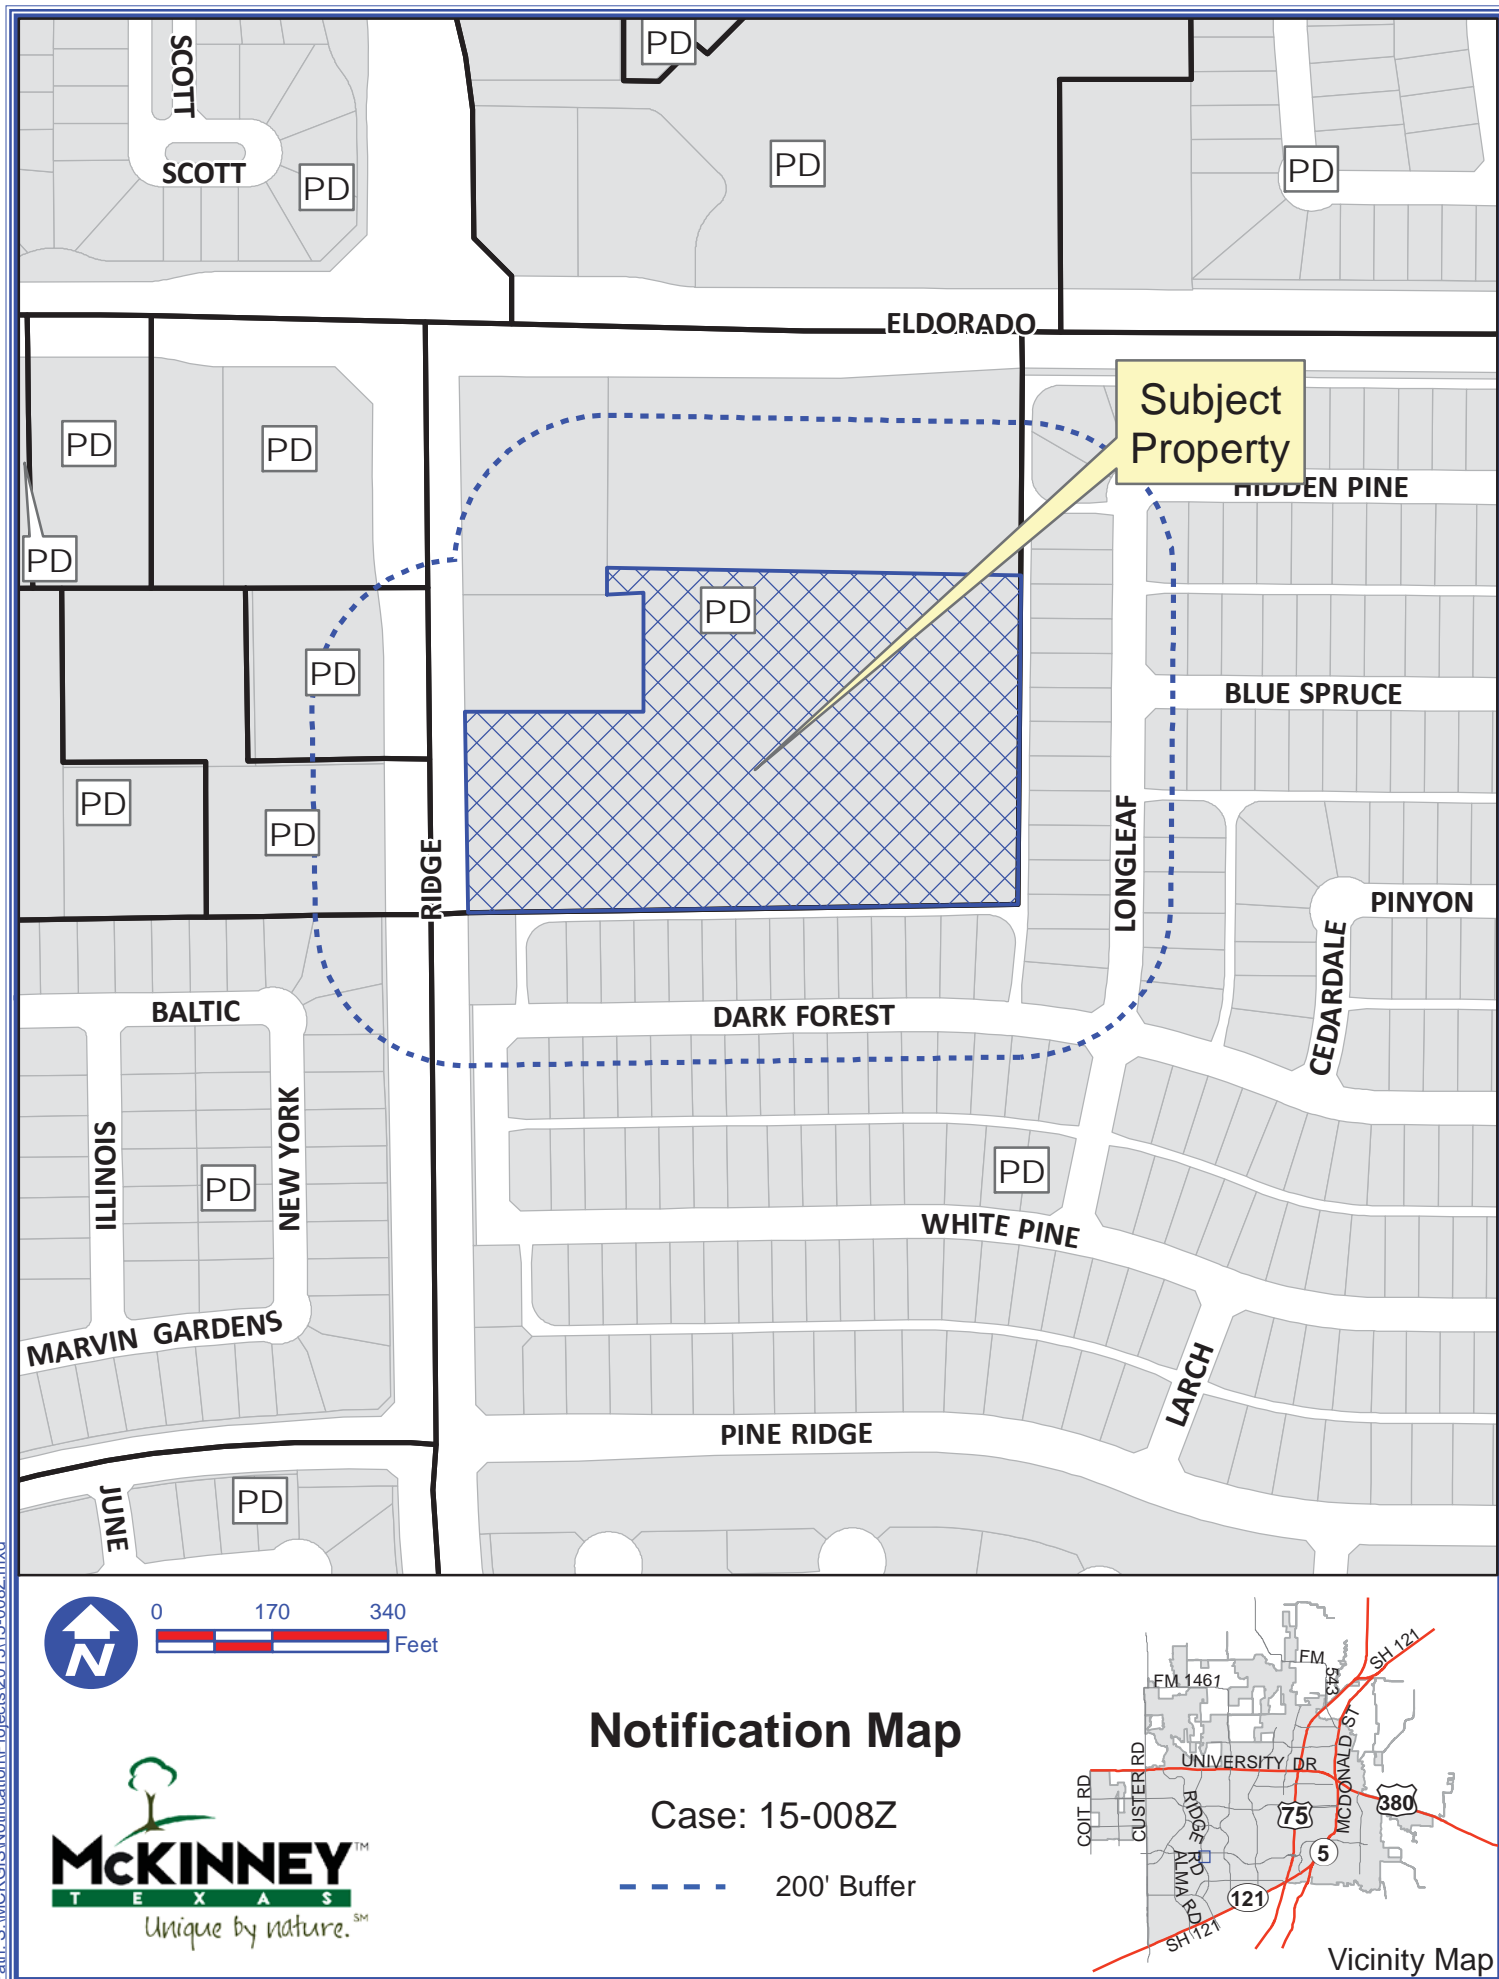 SCOTT
PD
SCOTT
PD
PD
PD
ELDORADO
Subject
Property
PD
PD
HIDDEN PINE
PD
PD
PD
BLUE SPRUCE
PD
PD
RIDGE
LONGLEAF
PINYON
CEDARDALE
BALTIC
DARK FOREST
ILLINOIS
NEW YORK
PD
PD
WHITE PINE
MARVIN GARDENS
LARCH
PINE RIDGE
JUNE
PD
0 170 340
Feet
N
Notification Map
Case: 15-008Z
200' Buffer
McKINNEY™
TEXAS
Unique by nature.℠
FM 1461
FM 543
SH 121
UNIVERSITY DR
MCDONALD ST
COIT RD
CUSTER RD
RIDGE RD
ALMA RD
75
380
5
121
SH 121
Vicinity Map